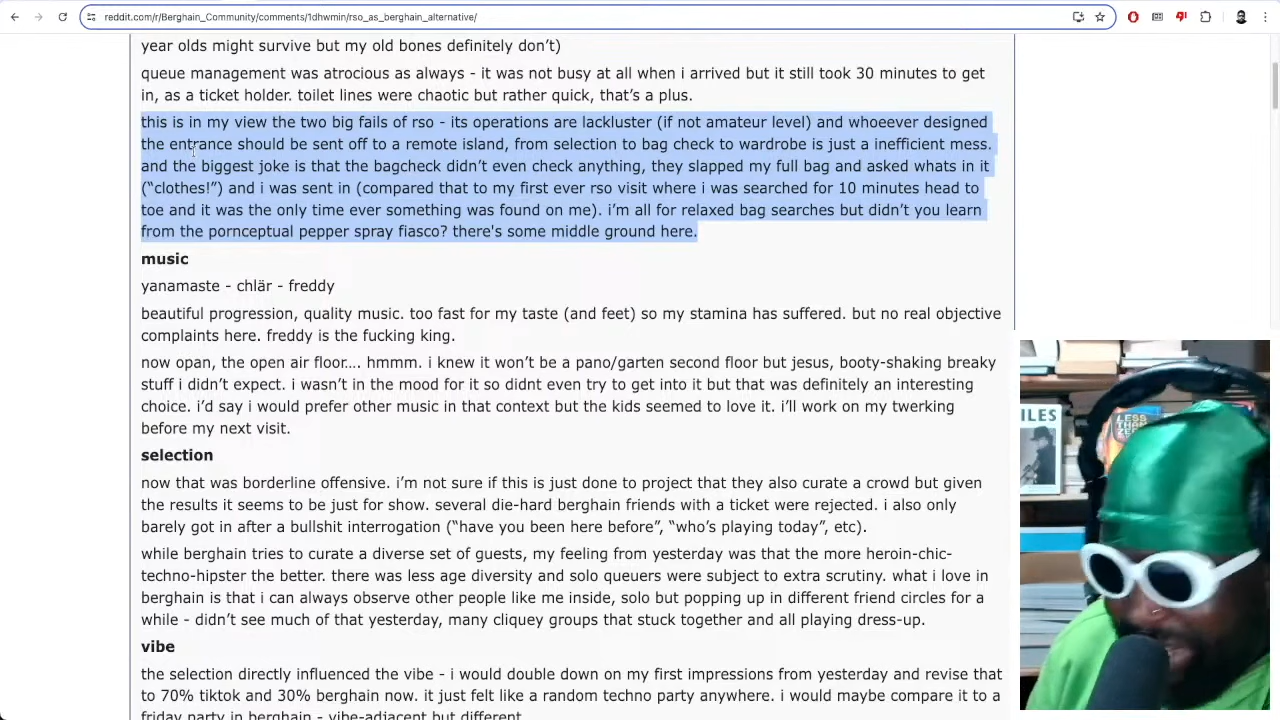 reddit.com/r/Berghain_Community/comments/1dhwmin/rso_as_berghain_alternative/
year olds might survive but my old bones definitely don’t)
queue management was atrocious as always - it was not busy at all when i arrived but it still took 30 minutes to get
in, as a ticket holder. toilet lines were chaotic but rather quick, that’s a plus.
this is in my view the two big fails of rso - its operations are lackluster (if not amateur level) and whoeever designed
the entrance should be sent off to a remote island, from selection to bag check to wardrobe is just a inefficient mess.
and the biggest joke is that the bagcheck didn’t even check anything, they slapped my full bag and asked whats in it
(“clothes!”) and i was sent in (compared that to my first ever rso visit where i was searched for 10 minutes head to
toe and it was the only time ever something was found on me). i’m all for relaxed bag searches but didn’t you learn
from the pornceptual pepper spray fiasco? there's some middle ground here.
music
yanamaste - chlär - freddy
beautiful progression, quality music. too fast for my taste (and feet) so my stamina has suffered. but no real objective
complaints here. freddy is the fucking king.
now opan, the open air floor.... hmmm. i knew it won’t be a pano/garten second floor but jesus, booty-shaking breaky
stuff i didn’t expect. i wasn’t in the mood for it so didnt even try to get into it but that was definitely an interesting
choice. i’d say i would prefer other music in that context but the kids seemed to love it. i’ll work on my twerking
before my next visit.
selection
now that was borderline offensive. i’m not sure if this is just done to project that they also curate a crowd but given
the results it seems to be just for show. several die-hard berghain friends with a ticket were rejected. i also only
barely got in after a bullshit interrogation (“have you been here before”, “who’s playing today”, etc).
while berghain tries to curate a diverse set of guests, my feeling from yesterday was that the more heroin-chic-
techno-hipster the better. there was less age diversity and solo queuers were subject to extra scrutiny. what i love in
berghain is that i can always observe other people like me inside, solo but popping up in different friend circles for a
while - didn’t see much of that yesterday, many cliquey groups that stuck together and all playing dress-up.
vibe
the selection directly influenced the vibe - i would double down on my first impressions from yesterday and revise that
to 70% tiktok and 30% berghain now. it just felt like a random techno party anywhere. i would maybe compare it to a
friday party in berghain - vibe-adjacent but different.
ILES
LESS
THAN
ZERO